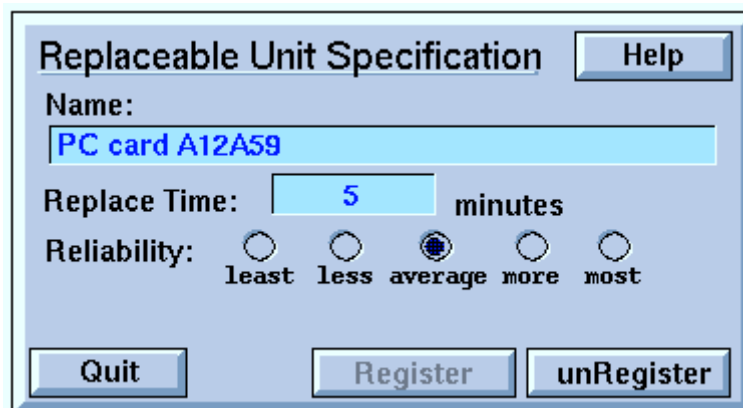 Replaceable Unit Specification Help
Name:
PC card A12A59
Replace Time: 5 minutes
Reliability:
least less average more most
Quit Register unRegister